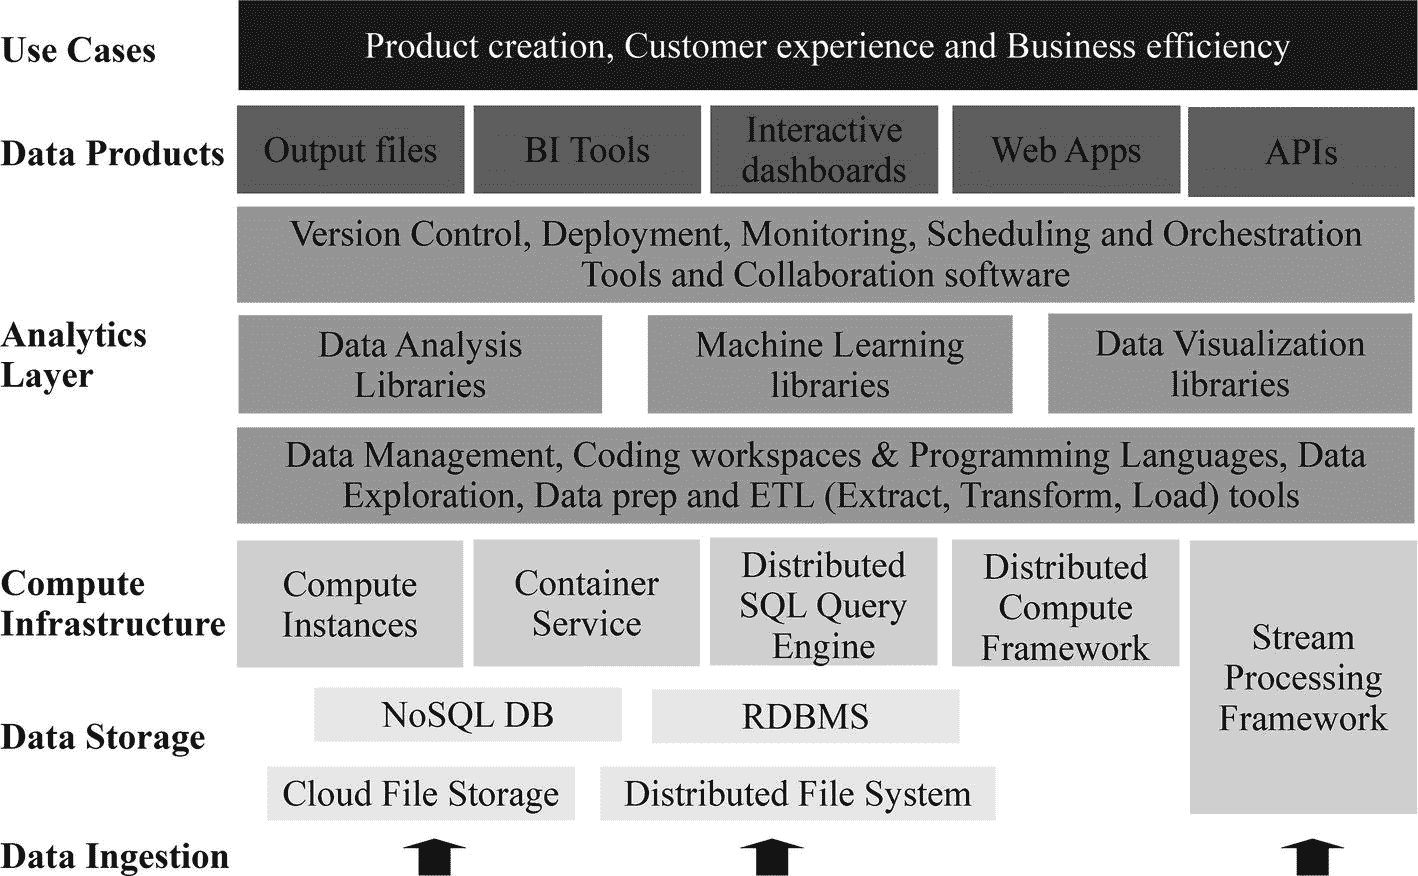 Use Cases
Product creation, Customer experience and Business efficiency
Data Products
Output files
BI Tools
Interactive
dashboards
Web Apps
APIs
Version Control, Deployment, Monitoring, Scheduling and Orchestration
Tools and Collaboration software
Analytics
Layer
Data Analysis
Libraries
Machine Learning
libraries
Data Visualization
libraries
Data Management, Coding workspaces & Programming Languages, Data
Exploration, Data prep and ETL (Extract, Transform, Load) tools
Compute
Infrastructure
Compute
Instances
Container
Service
Distributed
SQL Query
Engine
Distributed
Compute
Framework
Stream
Processing
Framework
Data Storage
NoSQL DB
RDBMS
Cloud File Storage
Distributed File System
Data Ingestion